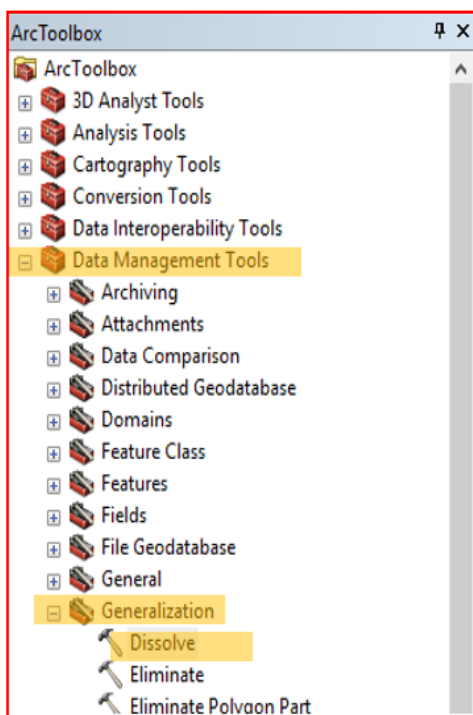 ArcToolbox
ArcToolbox
3D Analyst Tools
Analysis Tools
Cartography Tools
Conversion Tools
Data Interoperability Tools
Data Management Tools
Archiving
Attachments
Data Comparison
Distributed Geodatabase
Domains
Feature Class
Features
Fields
File Geodatabase
General
Generalization
Dissolve
Eliminate
Eliminate Polygon Part